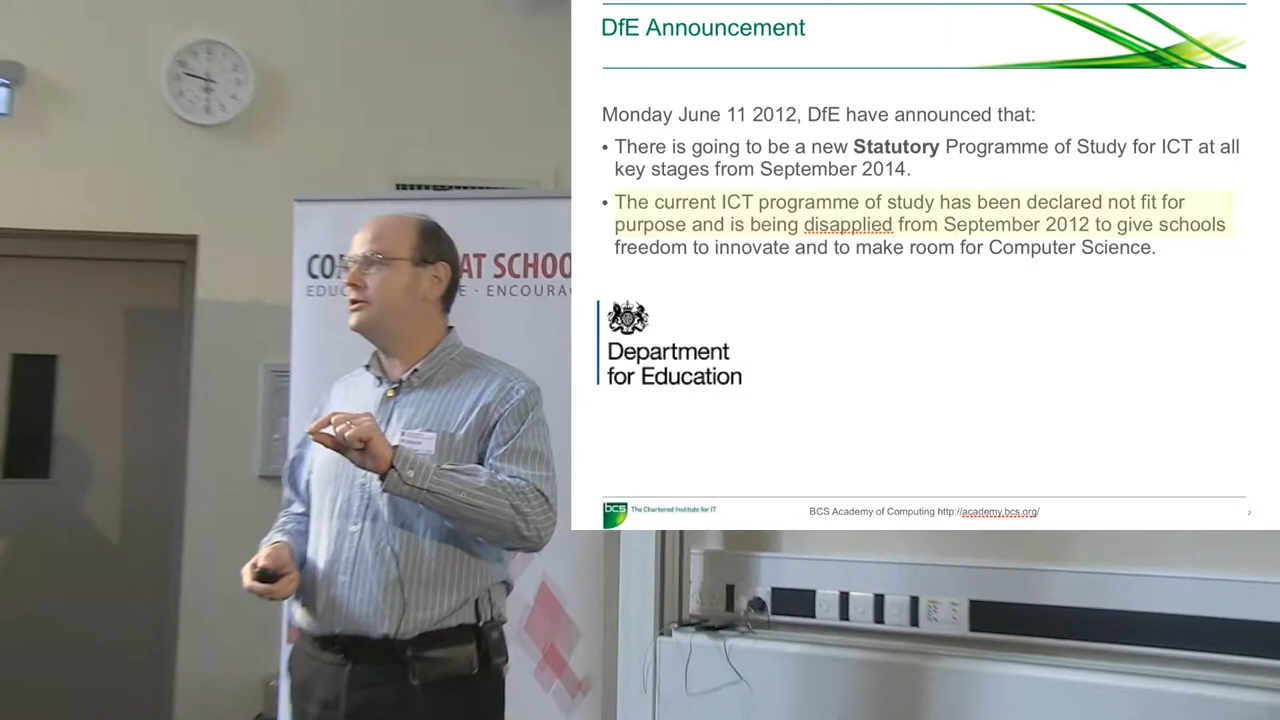 DfE Announcement
Monday June 11 2012, DfE have announced that:
• There is going to be a new Statutory Programme of Study for ICT at all
key stages from September 2014.
• The current ICT programme of study has been declared not fit for
purpose and is being disapplied from September 2012 to give schools
freedom to innovate and to make room for Computer Science.
Department
for Education
bcs The Chartered Institute for IT
BCS Academy of Computing http://academy.bcs.org/
2
AT SCHOO
ENCOURA